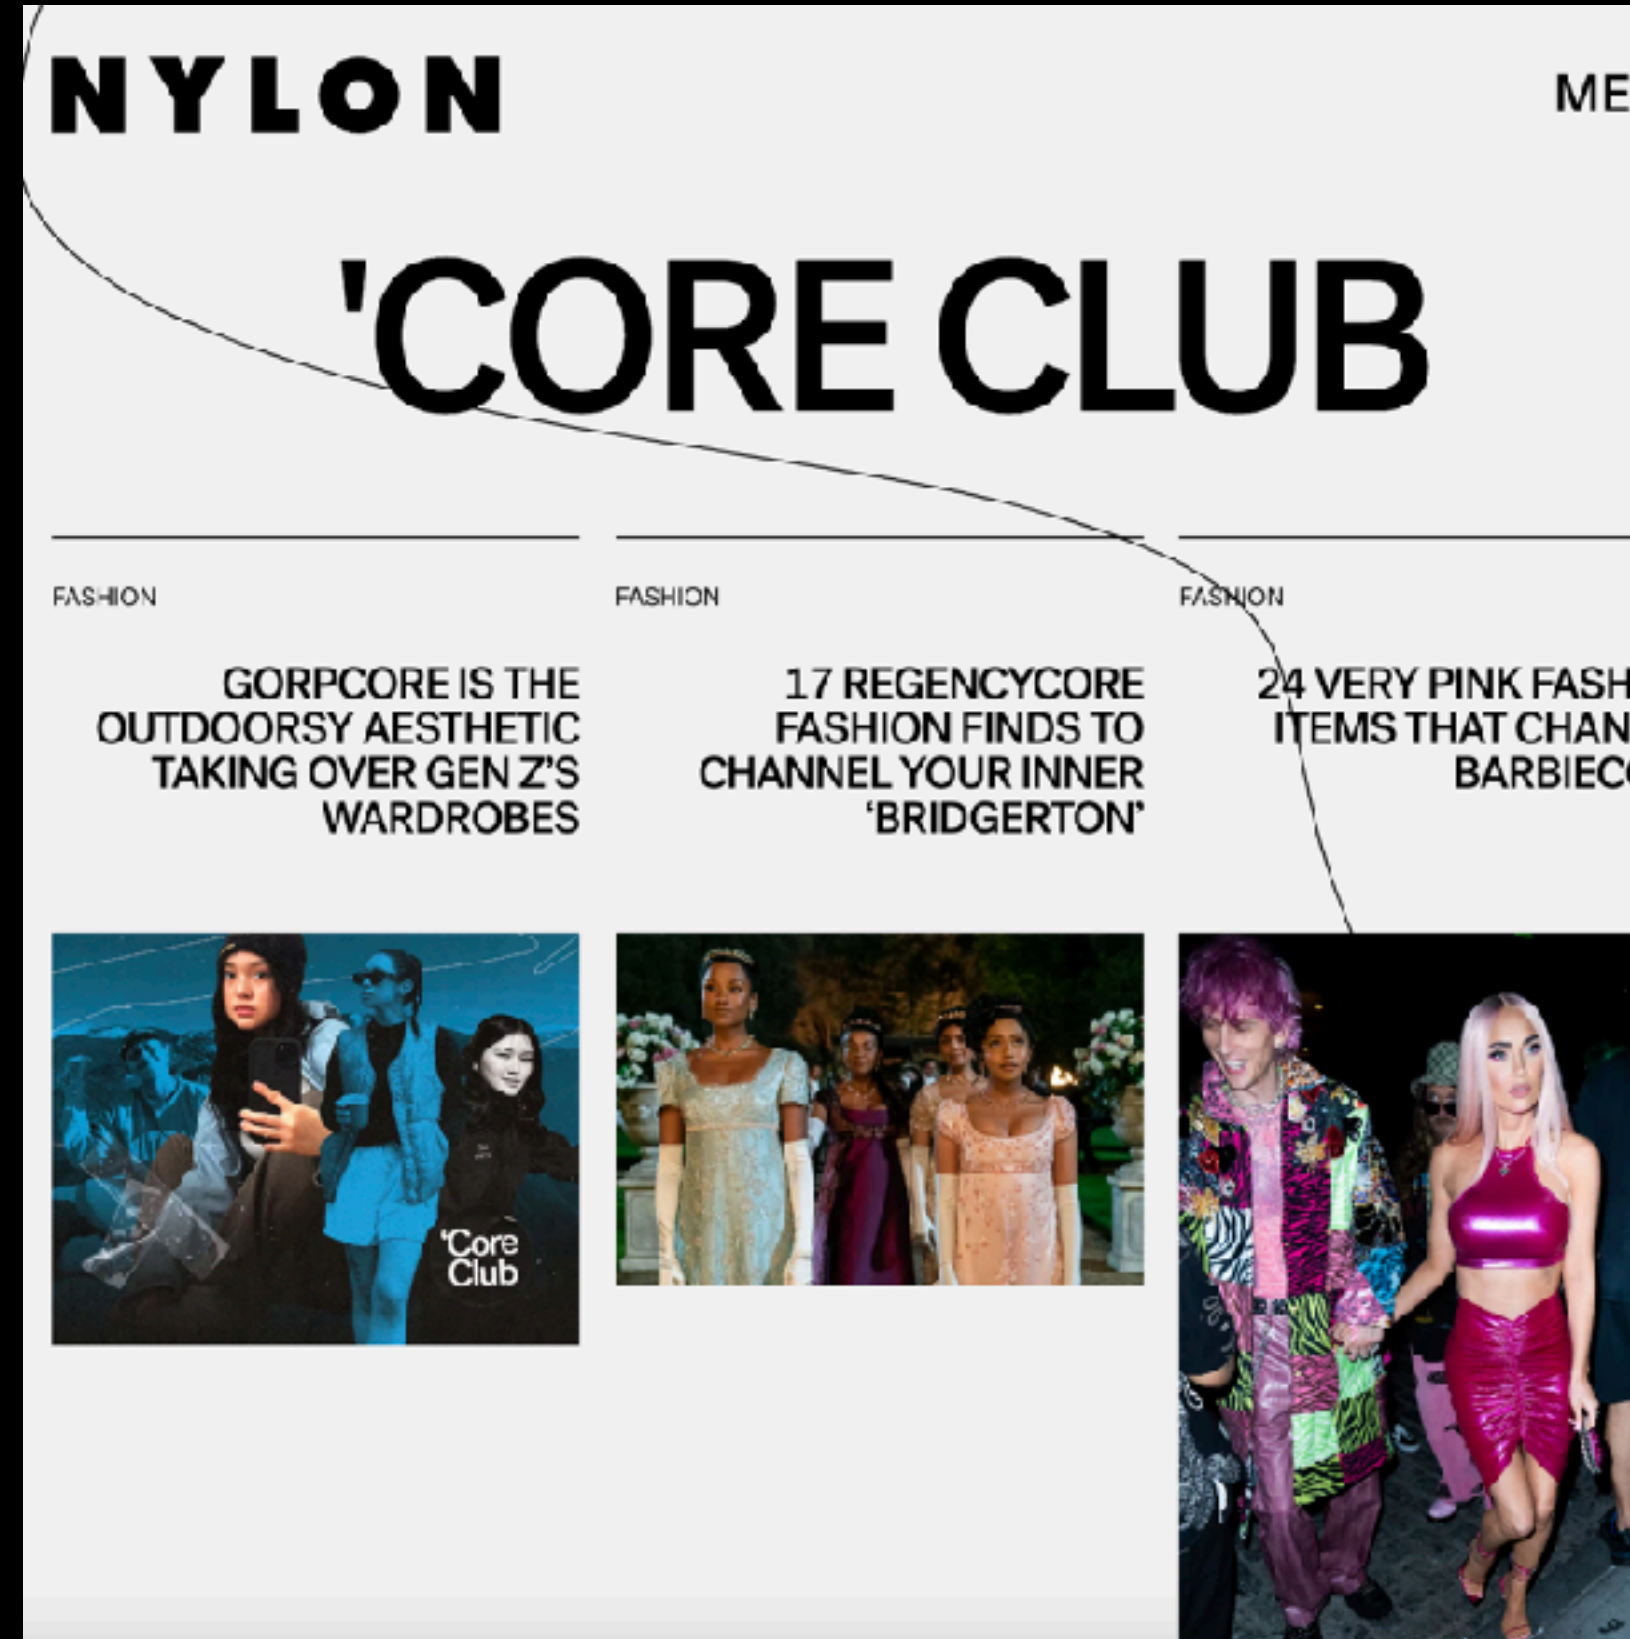 NYLON
ME
'CORE CLUB
FASHION
GORPCORE IS THE
OUTDOORSY AESTHETIC
TAKING OVER GEN Z'S
WARDROBES
'Core
Club
FASHION
17 REGENCYCORE
FASHION FINDS TO
CHANNEL YOUR INNER
'BRIDGERTON'
FASHION
24 VERY PINK FASH
ITEMS THAT CHAN
BARBIEC